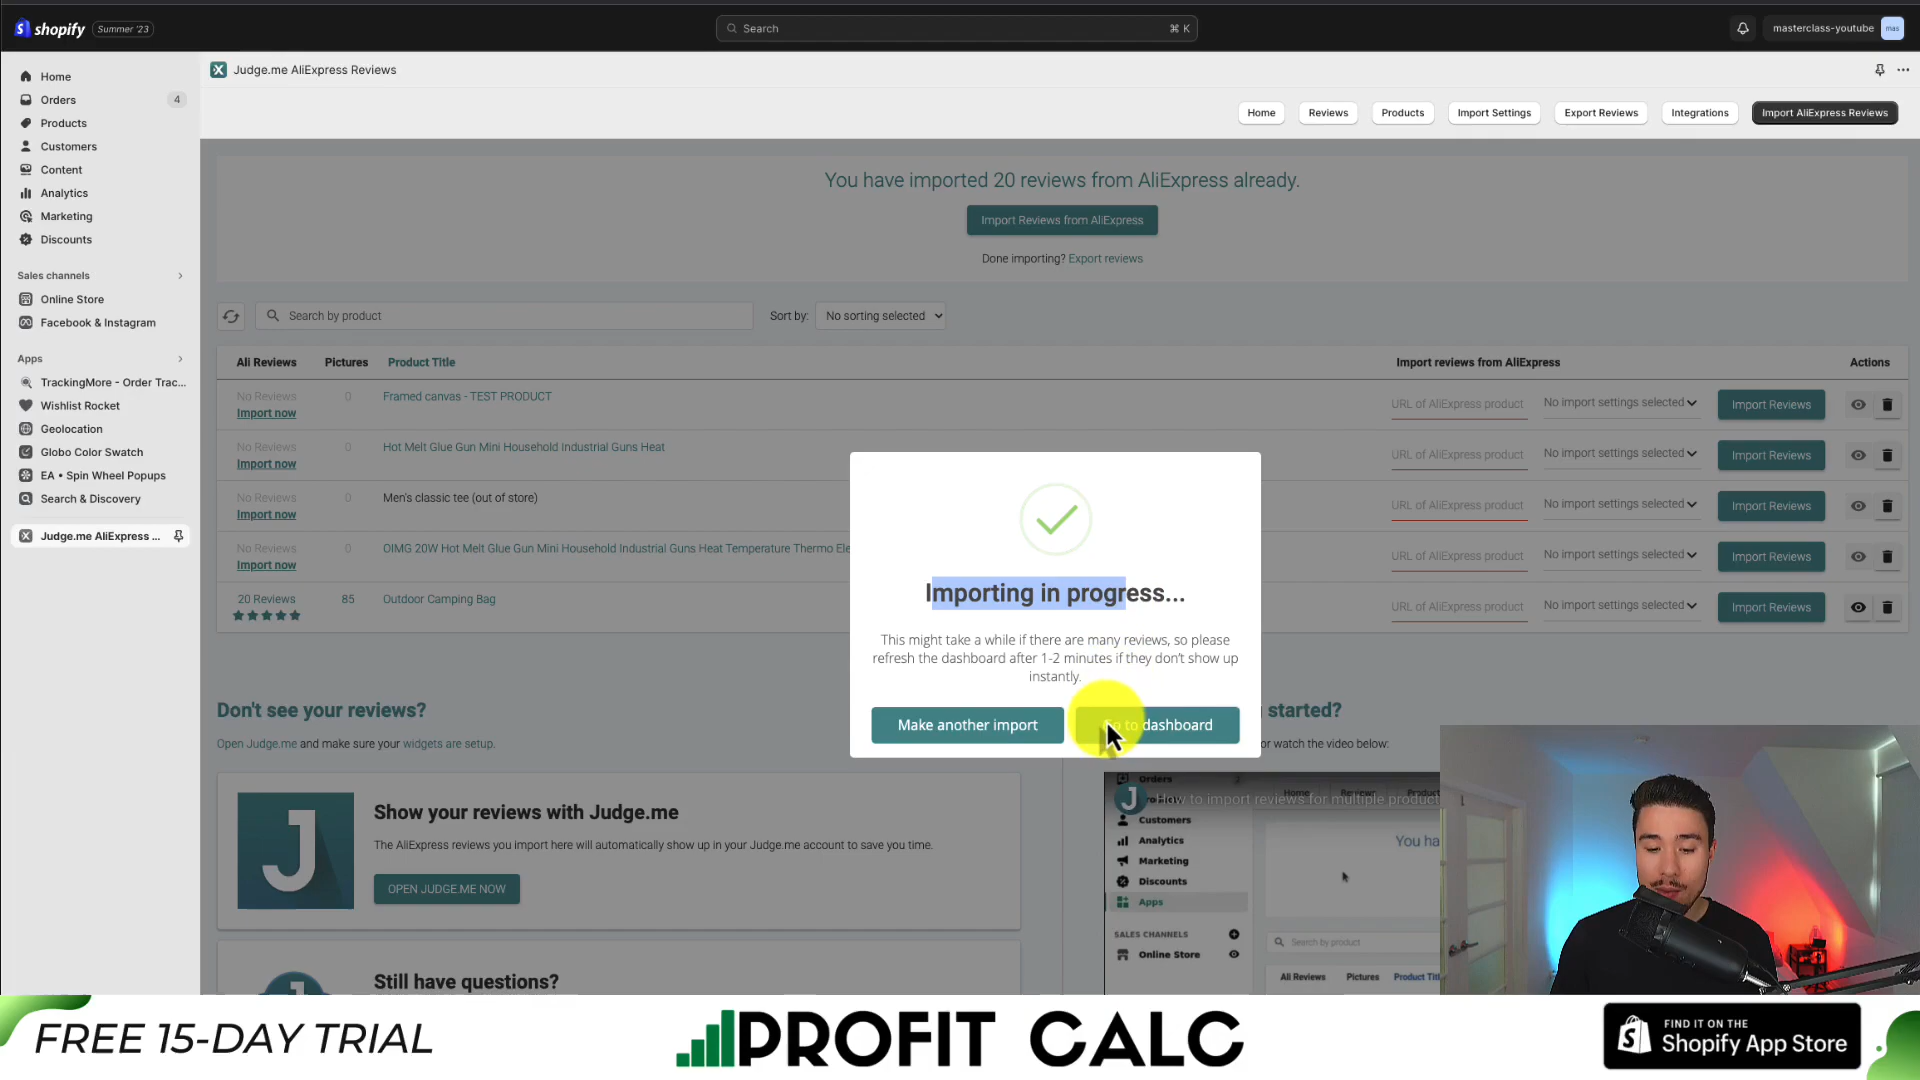 shopify
Summer '23
Search
⌘ K
masterclass-youtube
mas
Home
Orders
4
Products
Customers
Content
Analytics
Marketing
Discounts
Sales channels
Online Store
Facebook & Instagram
Apps
TrackingMore - Order Trac...
Wishlist Rocket
Geolocation
Globo Color Swatch
EA • Spin Wheel Popups
Search & Discovery
Judge.me AliExpress ...
Judge.me AliExpress Reviews
Home
Reviews
Products
Import Settings
Export Reviews
Integrations
Import AliExpress Reviews
You have imported 20 reviews from AliExpress already.
Import Reviews from AliExpress
Done importing? Export reviews
Search by product
Sort by:
No sorting selected
Ali Reviews
Pictures
Product Title
Import reviews from AliExpress
Actions
No Reviews
Import now
0
Framed canvas - TEST PRODUCT
URL of AliExpress product
No import settings selected
Import Reviews
No Reviews
Import now
0
Hot Melt Glue Gun Mini Household Industrial Guns Heat
URL of AliExpress product
No import settings selected
Import Reviews
No Reviews
Import now
0
Men's classic tee (out of store)
URL of AliExpress product
No import settings selected
Import Reviews
No Reviews
Import now
0
OIMG 20W Hot Melt Glue Gun Mini Household Industrial Guns Heat Temperature Thermo Ele
URL of AliExpress product
No import settings selected
Import Reviews
20 Reviews
85
Outdoor Camping Bag
URL of AliExpress product
No import settings selected
Import Reviews
Importing in progress...
This might take a while if there are many reviews, so please
refresh the dashboard after 1-2 minutes if they don't show up
instantly.
Make another import
to dashboard
Don't see your reviews?
Open Judge.me and make sure your widgets are setup.
started?
or watch the video below:
J
Show your reviews with Judge.me
The AliExpress reviews you import here will automatically show up in your Judge.me account to save you time.
OPEN JUDGE.ME NOW
Still have questions?
J
How to import reviews for multiple product
Orders
Customers
Analytics
Marketing
Discounts
Apps
SALES CHANNELS
Online Store
Home
You ha
Search by product
Ali Reviews
Pictures
Product Titl
FREE 15-DAY TRIAL
PROFIT CALC
FIND IT ON THE
Shopify App Store